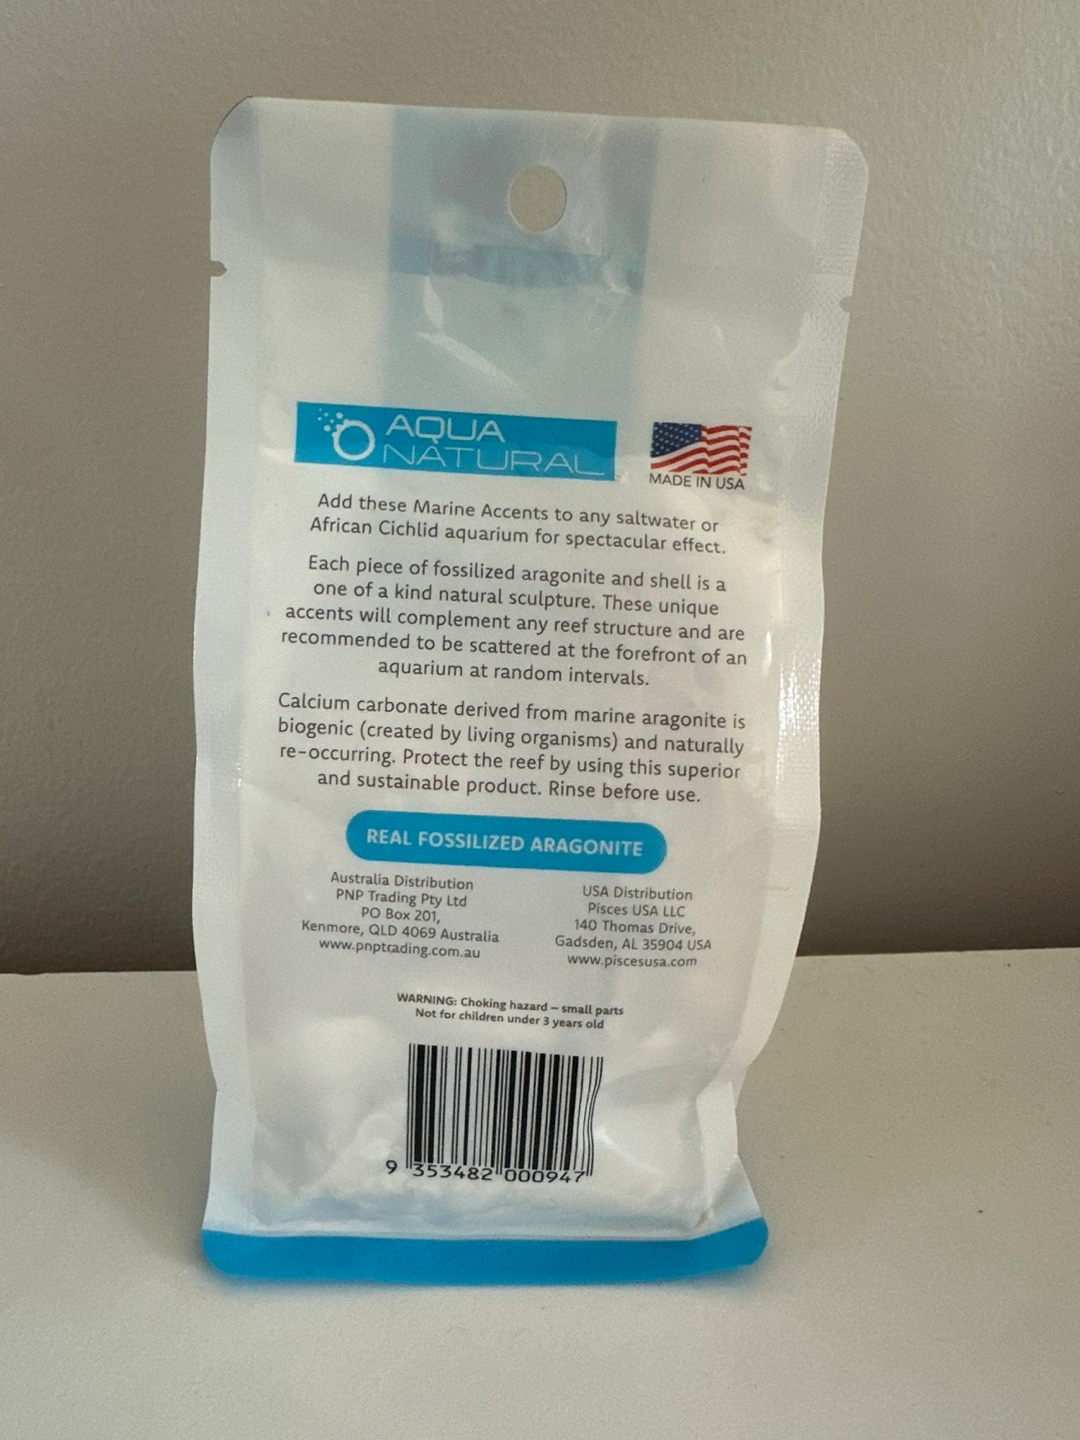 AQUA
NATURAL
MADE IN USA
Add these Marine Accents to any saltwater or
African Cichlid aquarium for spectacular effect.
Each piece of fossilized aragonite and shell is a
one of a kind natural sculpture. These unique
accents will complement any reef structure and are
recommended to be scattered at the forefront of an
aquarium at random intervals.
Calcium carbonate derived from marine aragonite is
biogenic (created by living organisms) and naturally
re-occurring. Protect the reef by using this superior
and sustainable product. Rinse before use.
REAL FOSSILIZED ARAGONITE
Australia Distribution
PNP Trading Pty Ltd
PO Box 201,
Kenmore, QLD 4069 Australia
www.pnptrading.com.au
USA Distribution
Pisces USA LLC
140 Thomas Drive,
Gadsden, AL 35904 USA
www.piscesusa.com
WARNING: Choking hazard – small parts
Not for children under 3 years old
9 353482 000947